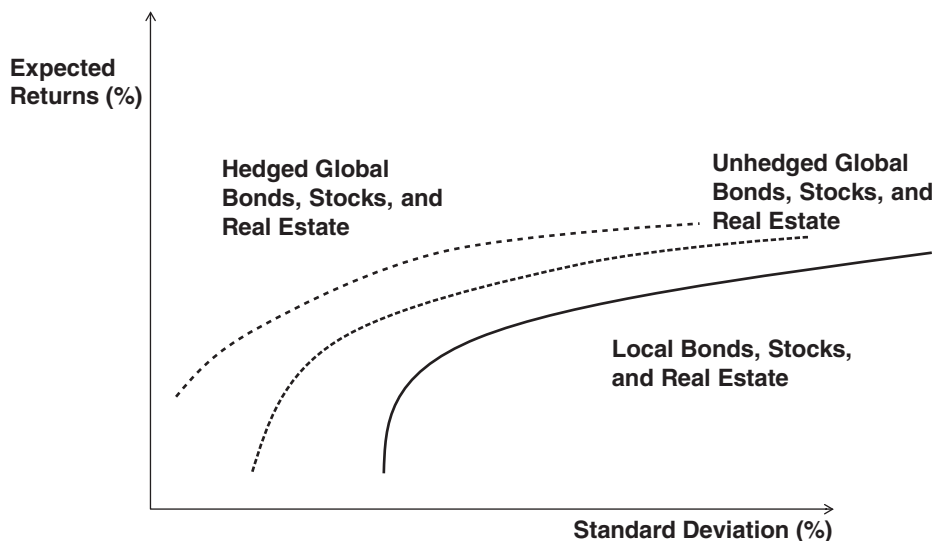 Expected
Returns (%)
Hedged Global
Bonds, Stocks, and
Real Estate
Unhedged Global
Bonds, Stocks, and
Real Estate
Local Bonds, Stocks,
and Real Estate
Standard Deviation (%)